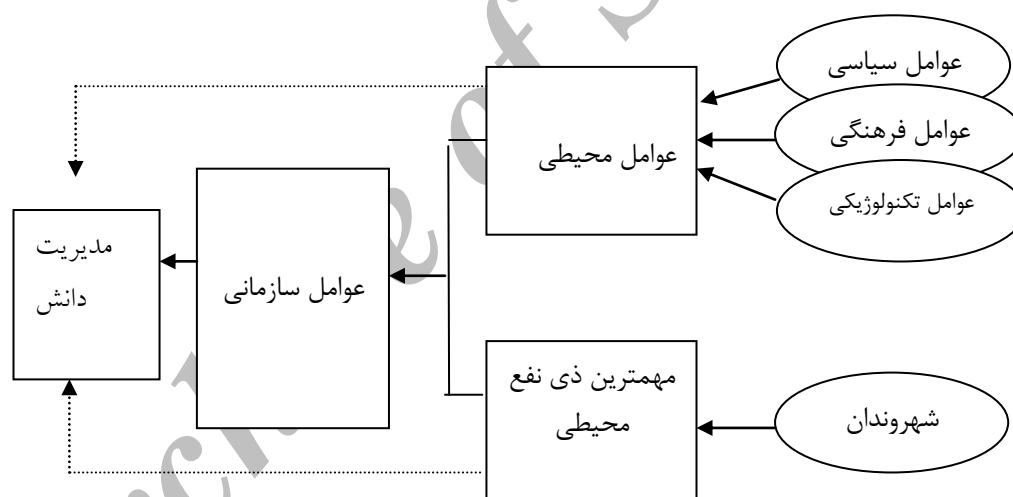 عوامل سیاسی
عوامل فرهنگی
عوامل تکنولوژیکی
عوامل محیطی
عوامل سازمانی
مدیریت
دانش
مهمترین ذی نفع
محیطی
شهروندان